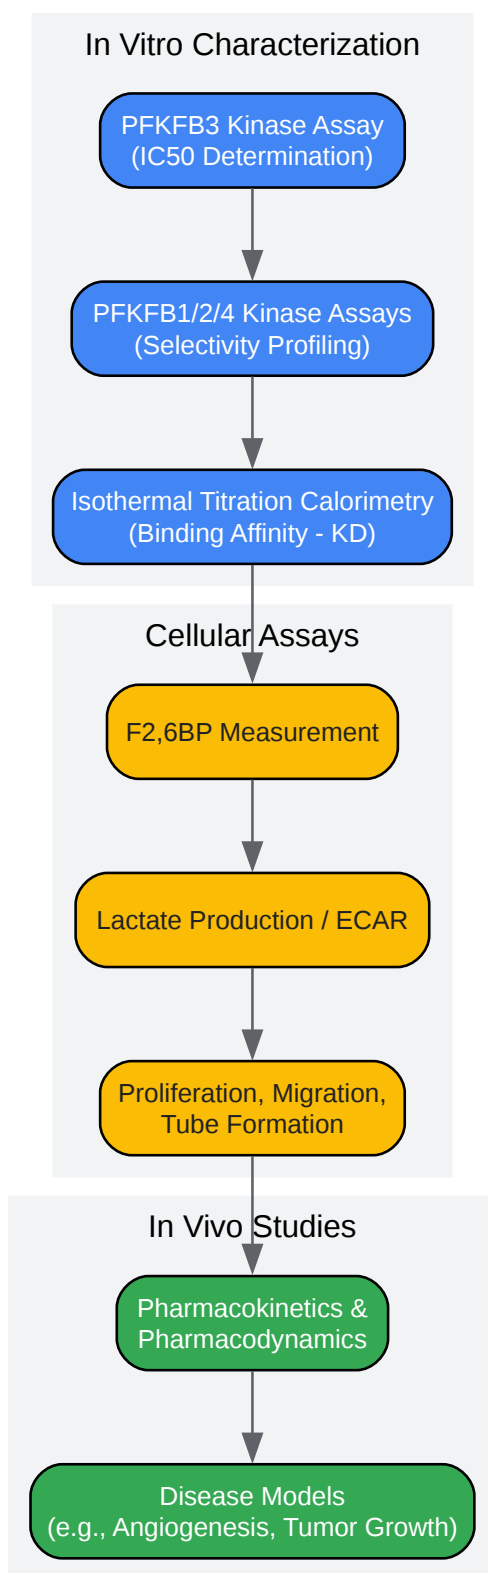 In Vitro Characterization
PFKFB3 Kinase Assay
(IC50 Determination)
PFKFB1/2/4 Kinase Assays
(Selectivity Profiling)
Isothermal Titration Calorimetry
(Binding Affinity - KD)
Cellular Assays
F2,6BP Measurement
Lactate Production / ECAR
Proliferation, Migration,
Tube Formation
In Vivo Studies
Pharmacokinetics &
Pharmacodynamics
Disease Models
(e.g., Angiogenesis, Tumor Growth)